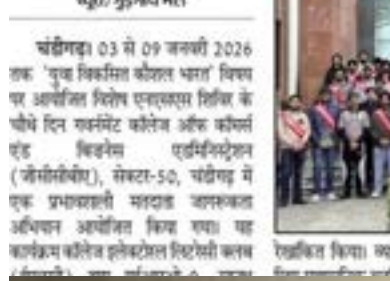 चंडीगढ़। 03 से 09 जनवरी 2026
तक 'युवा विकसित कौशल भारत' विषय
पर आयोजित विशेष एनएसएस शिविर के
चौथे दिन गवर्नमेंट कॉलेज ऑफ कॉमर्स
एंड बिजनेस एडमिनिस्ट्रेशन
(जीसीसीबीए), सेक्टर-50, चंडीगढ़ में
एक प्रभावशाली मतदाता जागरूकता
अभियान आयोजित किया गया। यह
कार्यक्रम कॉलेज इलेक्टोरल लिटरेसी क्लब
रेखांकित किया।